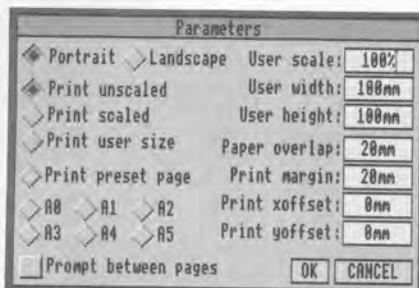 Parameters
Portrait Landscape User scale: 100%
Print unscaled User width: 100mm
Print scaled User height: 100mm
Print user size Paper overlap: 20mm
Print preset page Print margin: 20mm
A0 A1 A2 Print xoffset: 0mm
A3 A4 A5 Print yoffset: 0mm
Prompt between pages OK CANCEL